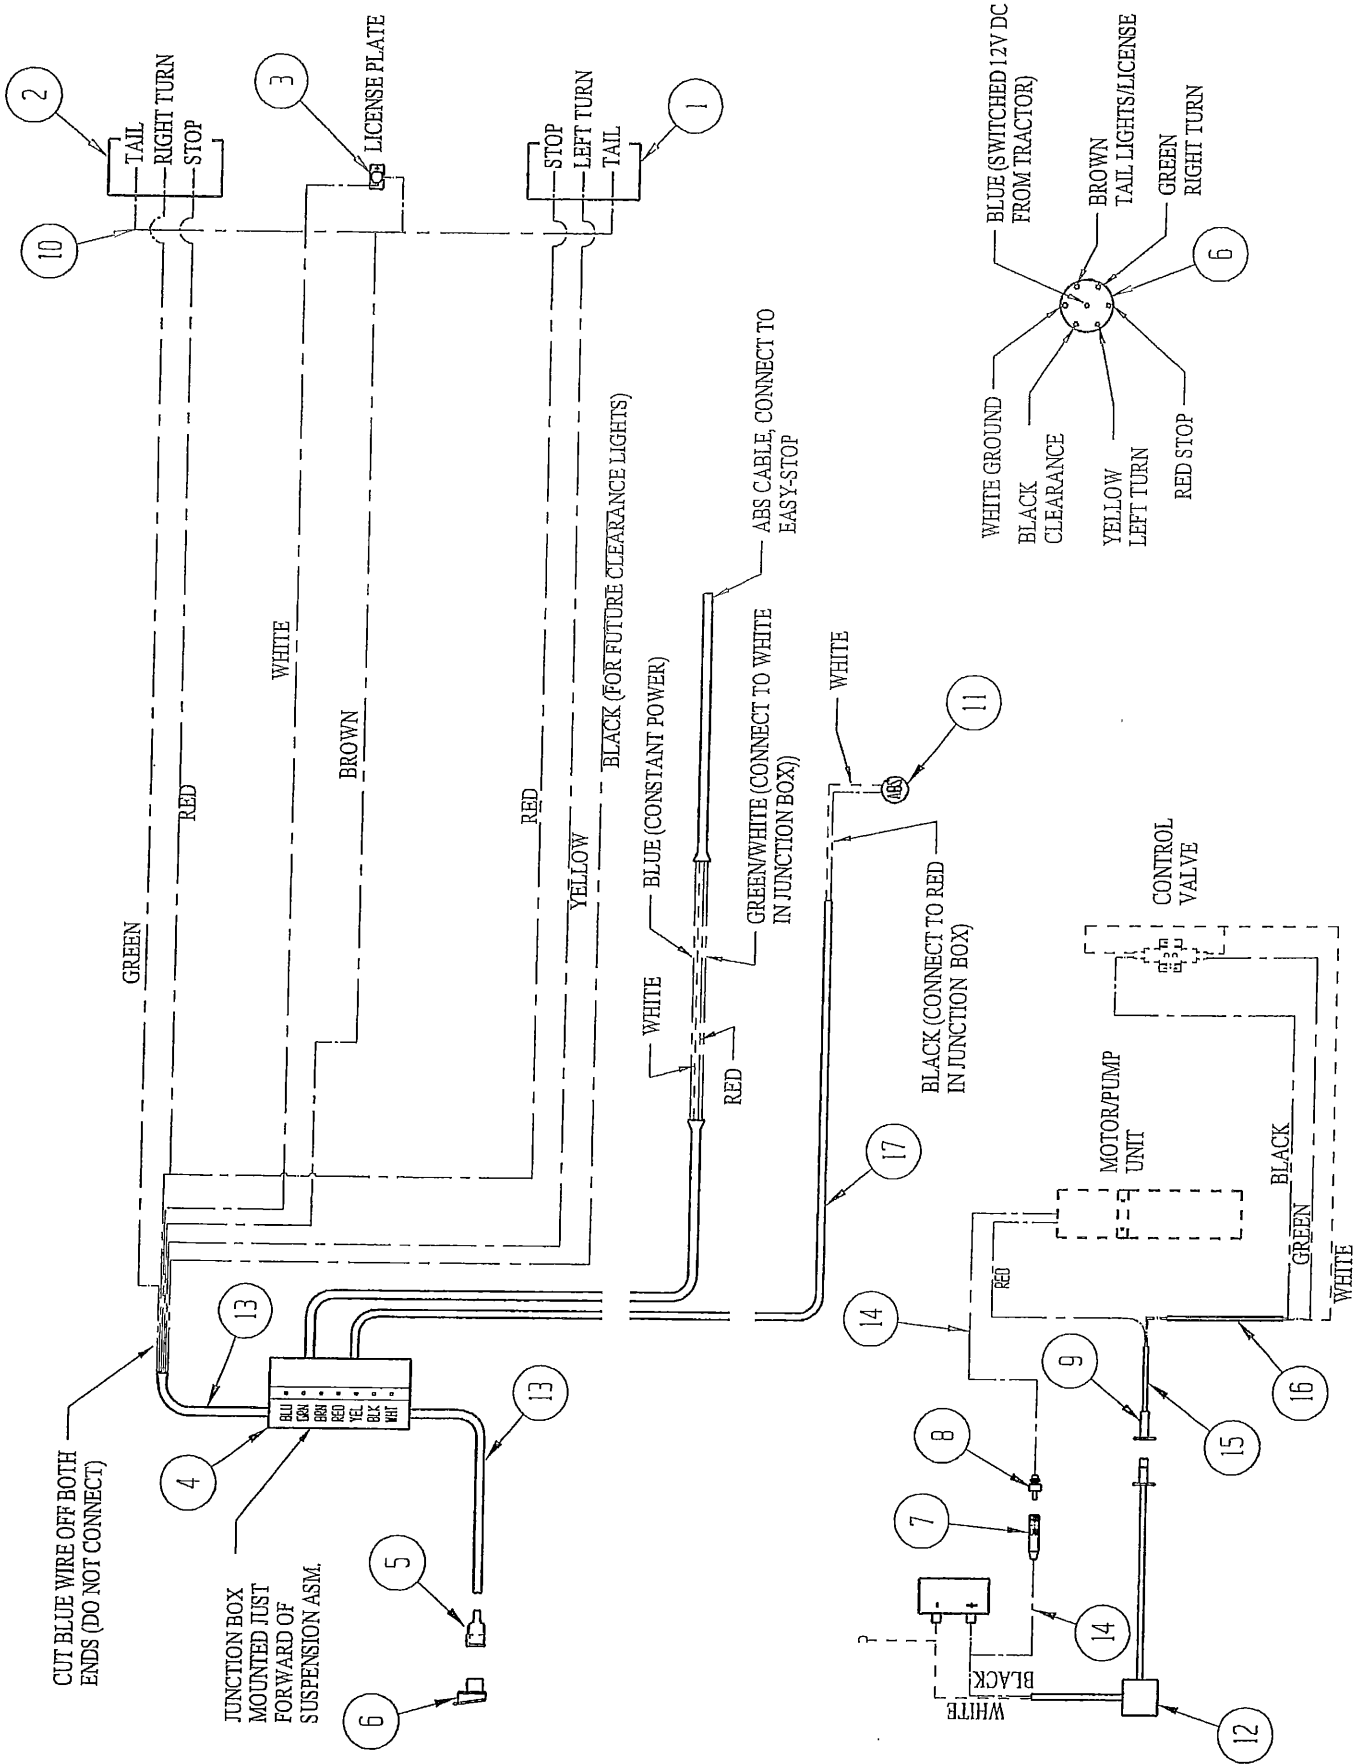 2
TAIL
RIGHT TURN
STOP
10
3
LICENSE PLATE
STOP
LEFT TURN
TAIL
1
GREEN
RED
WHITE
BROWN
RED
YELLOW
BLACK (FOR FUTURE CLEARANCE LIGHTS)
CUT BLUE WIRE OFF BOTH
ENDS (DO NOT CONNECT)
13
4
BLU
GRN
BRN
RED
YEL
BLK
WHT
JUNCTION BOX
MOUNTED JUST
FORWARD OF
SUSPENSION ASM.
13
5
6
WHITE
BLUE (CONSTANT POWER)
RED
GREEN/WHITE (CONNECT TO WHITE
IN JUNCTION BOX))
ABS CABLE, CONNECT TO
EASY-STOP
17
BLACK (CONNECT TO RED
IN JUNCTION BOX)
WHITE
ABS
11
WHITE GROUND
BLACK
CLEARANCE
YELLOW
LEFT TURN
RED STOP
BLUE (SWITCHED 12V DC
FROM TRACTOR)
BROWN
TAIL LIGHTS/LICENSE
GREEN
RIGHT TURN
6
14
RED
MOTOR/PUMP
UNIT
CONTROL
VALVE
8
7
9
-
+
14
WHITE
BLACK
12
15
16
BLACK
GREEN
WHITE